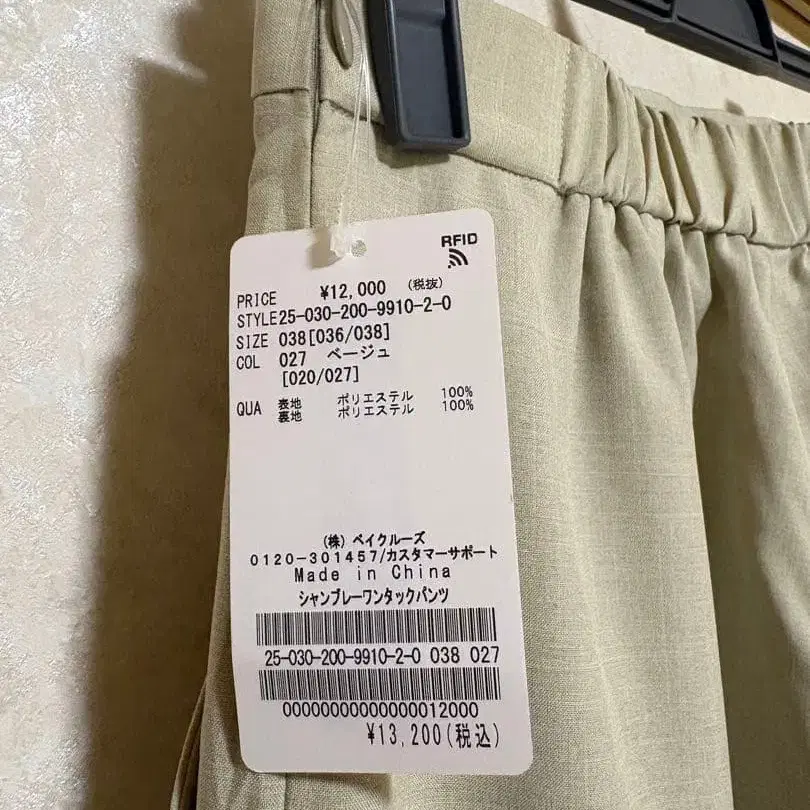 RFID
PRICE ¥12,000 (税抜)
STYLE25-030-200-9910-2-0
SIZE 038[036/038]
COL 027 ベージュ
[020/027]
QUA 表地 ポリエステル 100%
裏地 ポリエステル 100%
(株) ベイクルーズ
0120-301457/カスタマーサポート
Made in China
シャンブレーワンタックパンツ
25-030-200-9910-2-0 038 027
00000000000000012000
¥13,200(税込)